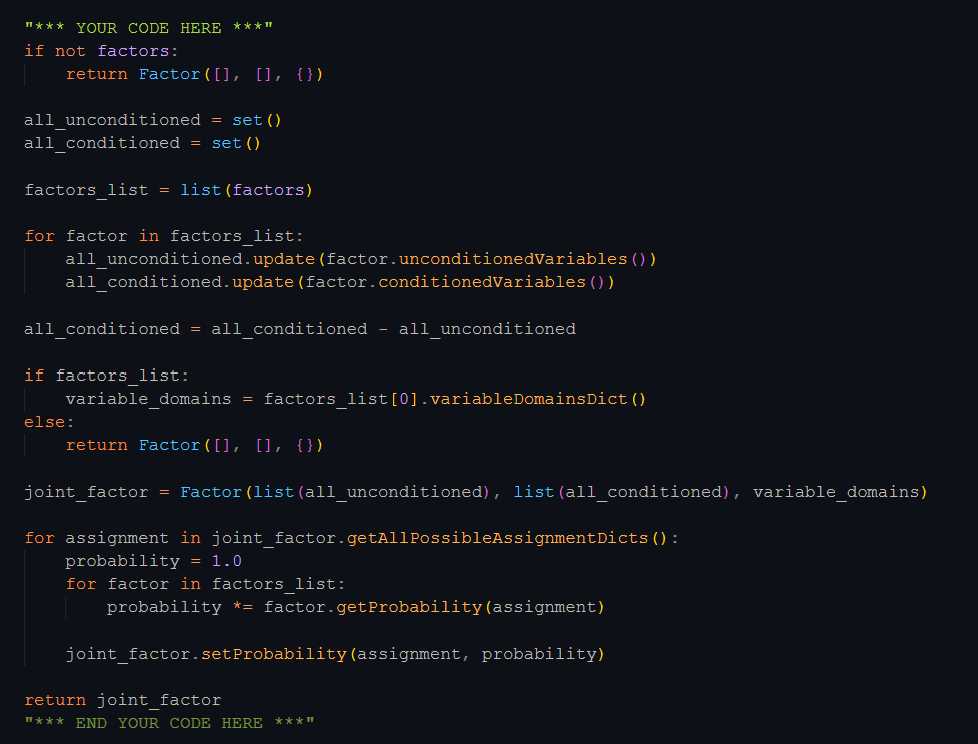 "*** YOUR CODE HERE ***"
if not factors:
    return Factor([], [], {})

all_unconditioned = set()
all_conditioned = set()

factors_list = list(factors)

for factor in factors_list:
    all_unconditioned.update(factor.unconditionedVariables())
    all_conditioned.update(factor.conditionedVariables())

all_conditioned = all_conditioned - all_unconditioned

if factors_list:
    variable_domains = factors_list[0].variableDomainsDict()
else:
    return Factor([], [], {})

joint_factor = Factor(list(all_unconditioned), list(all_conditioned), variable_domains)

for assignment in joint_factor.getAllPossibleAssignmentDicts():
    probability = 1.0
    for factor in factors_list:
        probability *= factor.getProbability(assignment)

    joint_factor.setProbability(assignment, probability)

return joint_factor
"*** END YOUR CODE HERE ***"